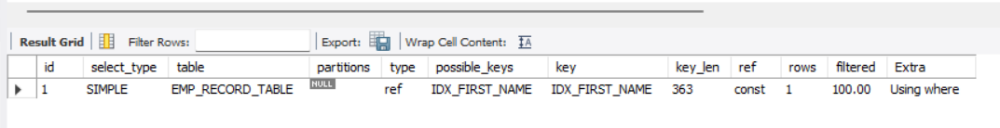 Result Grid Filter Rows: Export: Wrap Cell Content: IA
id select_type table partitions type possible_keys key key_len ref rows filtered Extra
1 SIMPLE EMP_RECORD_TABLE NULL ref IDX_FIRST_NAME IDX_FIRST_NAME 363 const 1 100.00 Using where